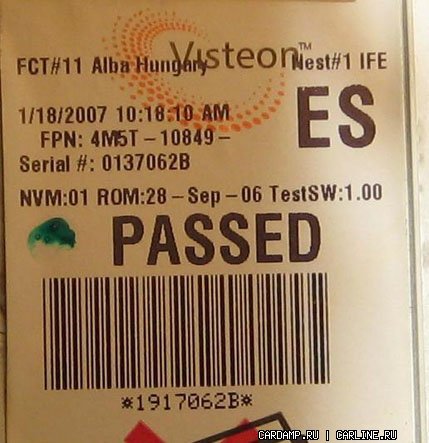 Visteon™
FCT#11 Alba Hungary Nest#1 IFE
1/18/2007 10:18:10 AM
ES
FPN: 4M5T-10849-
Serial #: 0137062B
NVM:01 ROM:28-Sep-06 TestSW:1.00
PASSED
*1917062B*
CARDAMP.RU | CARLINE.RU